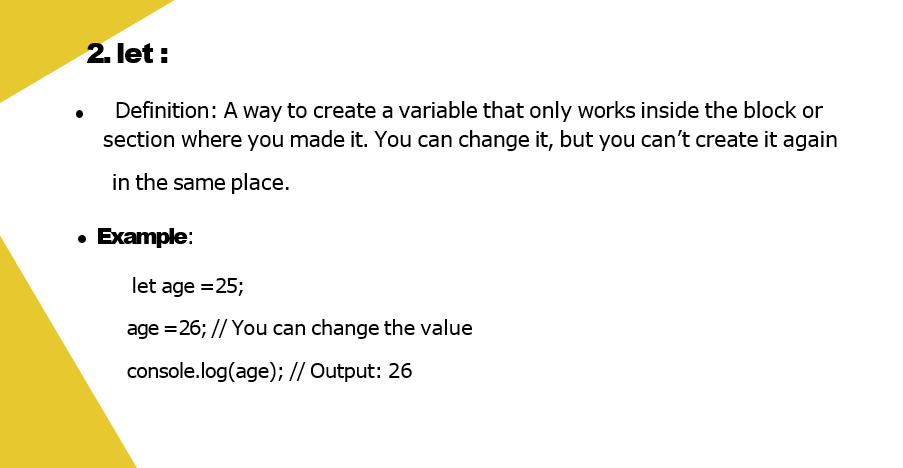 2. let :
• Definition: A way to create a variable that only works inside the block or
section where you made it. You can change it, but you can’t create it again
in the same place.
• Example:
let age =25;
age =26; // You can change the value
console.log(age); // Output: 26